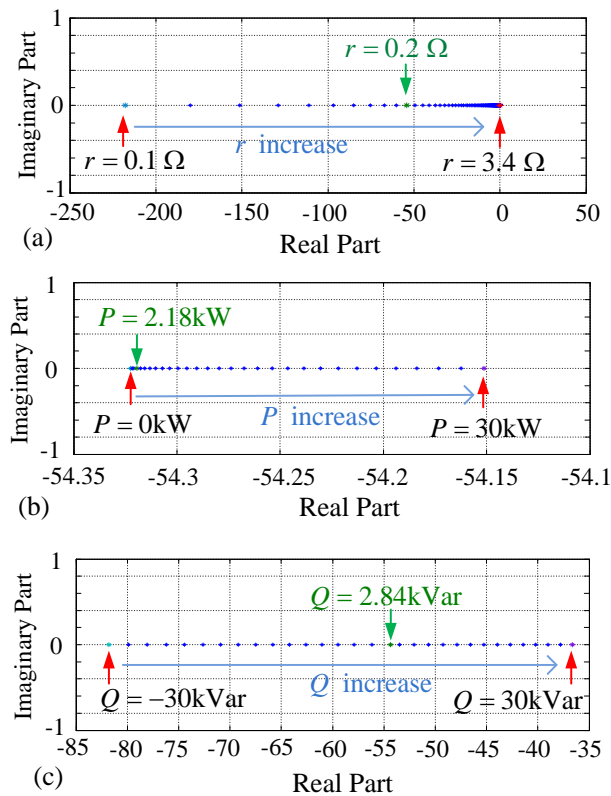 r = 0.2 Ω
Imaginary Part
1
0
-1
r increase
r = 0.1 Ω
r = 3.4 Ω
-250 -200 -150 -100 -50 0 50
(a)
Real Part
Imaginary Part
1
0
-1
P = 2.18kW
P = 0kW
P increase
P = 30kW
-54.35 -54.3 -54.25 -54.2 -54.15 -54.1
(b)
Real Part
Imaginary Part
1
0
-1
Q = 2.84kVar
Q increase
Q = −30kVar
Q = 30kVar
-85 -80 -75 -70 -65 -60 -55 -50 -45 -40 -35
(c)
Real Part